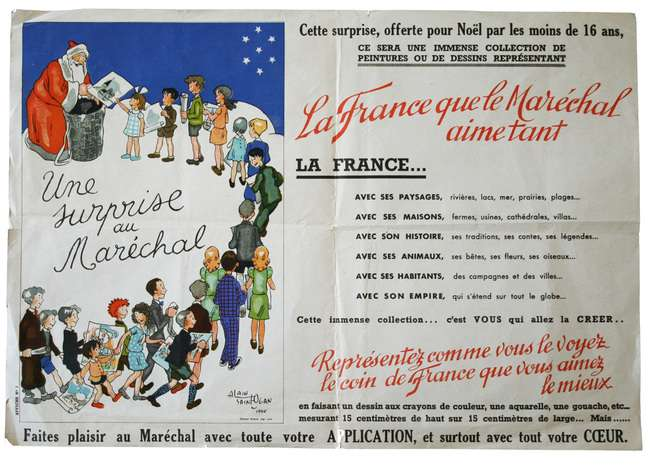 Une
surprise
au
Maréchal
ALAIN
SAINT-OGAN
Cette surprise, offerte pour Noël par les moins de 16 ans,
CE SERA UNE IMMENSE COLLECTION DE
PEINTURES OU DE DESSINS REPRÉSENTANT
La France que le Maréchal
aime tant
LA FRANCE...
AVEC SES PAYSAGES, rivières, lacs, mer, prairies, plages...
AVEC SES MAISONS, fermes, usines, cathédrales, villas...
AVEC SON HISTOIRE, ses traditions, ses contes, ses légendes...
AVEC SES ANIMAUX, ses bêtes, ses fleurs, ses oiseaux...
AVEC SES HABITANTS, des campagnes et des villes...
AVEC SON EMPIRE, qui s'étend sur tout le globe...
Cette immense collection... c'est VOUS qui allez la CREER..
Représentez comme vous le voyez
le coin de France que vous aimez
le mieux
en faisant un dessin aux crayons de couleur, une aquarelle, une gouache, etc...
mesurant 15 centimètres de haut sur 15 centimètres de large... Mais......
Faites plaisir au Maréchal avec toute votre APPLICATION, et surtout avec tout votre CŒUR.